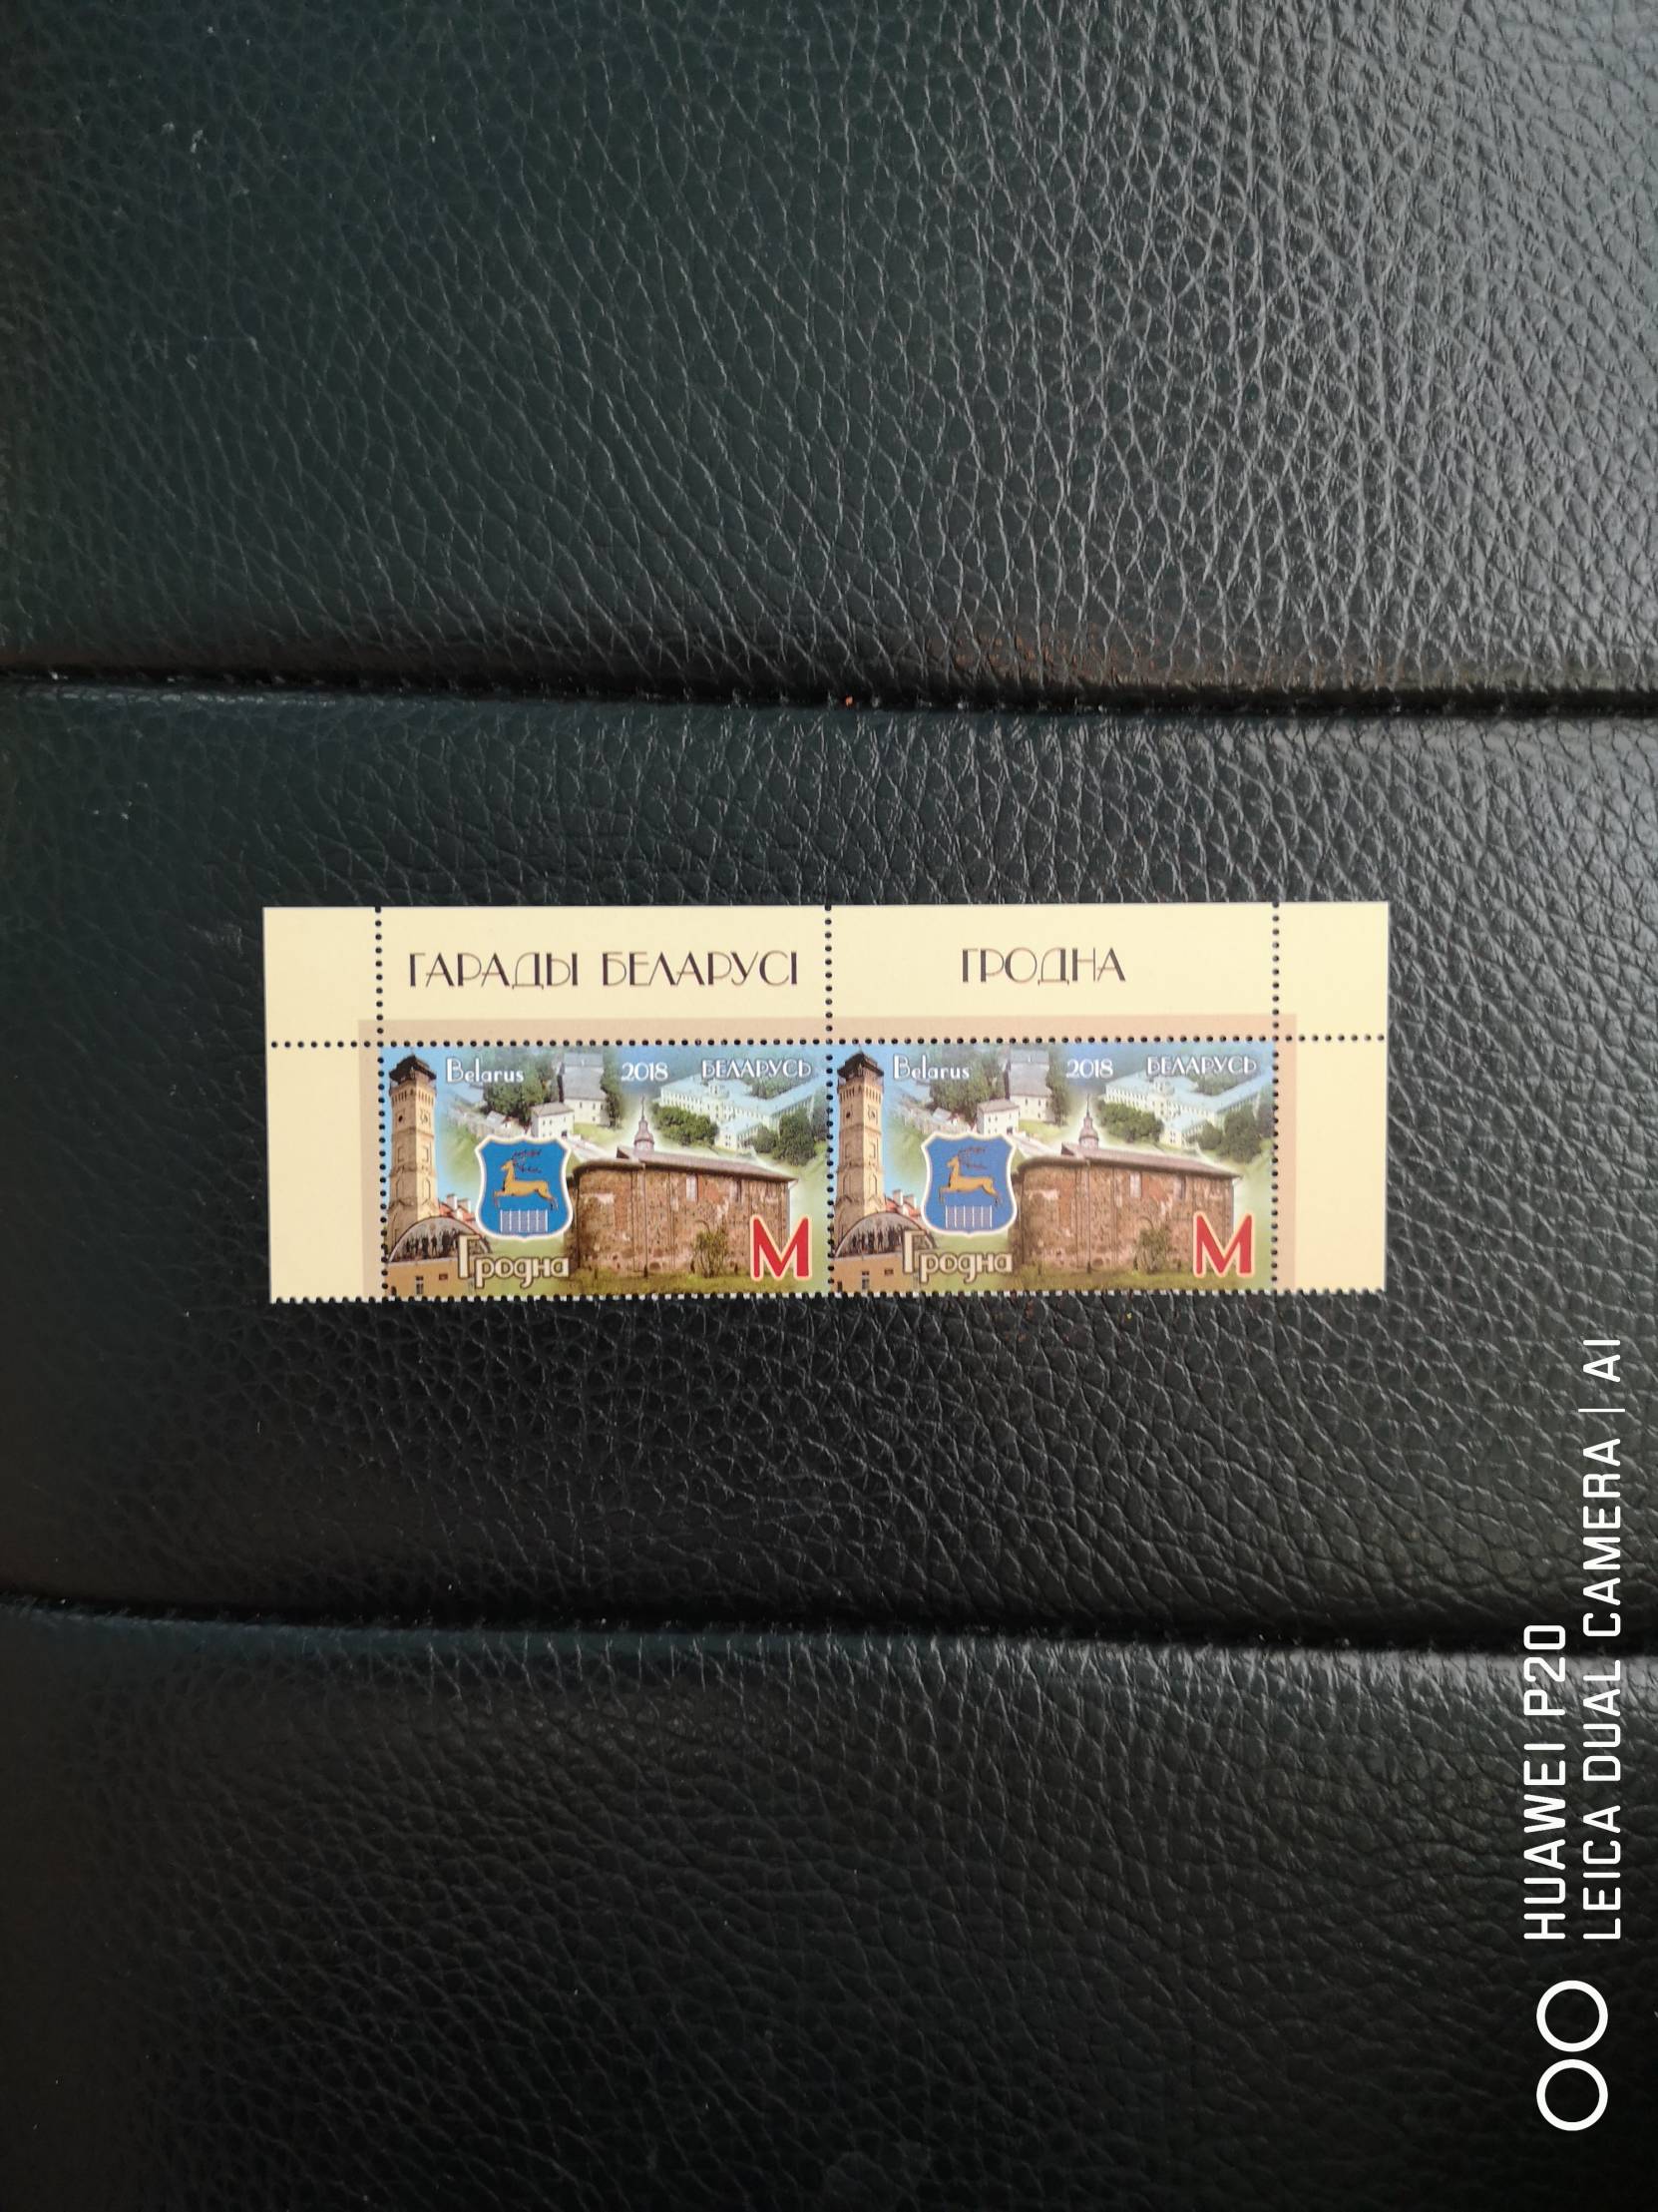 ГАРАДЫ БЕЛАРУСІ
ГРОДНА
Belarus 2018 БЕЛАРУСЬ
Гродна
М
Belarus 2018 БЕЛАРУСЬ
Гродна
М
HUAWEI P20
LEICA DUAL CAMERA | AI